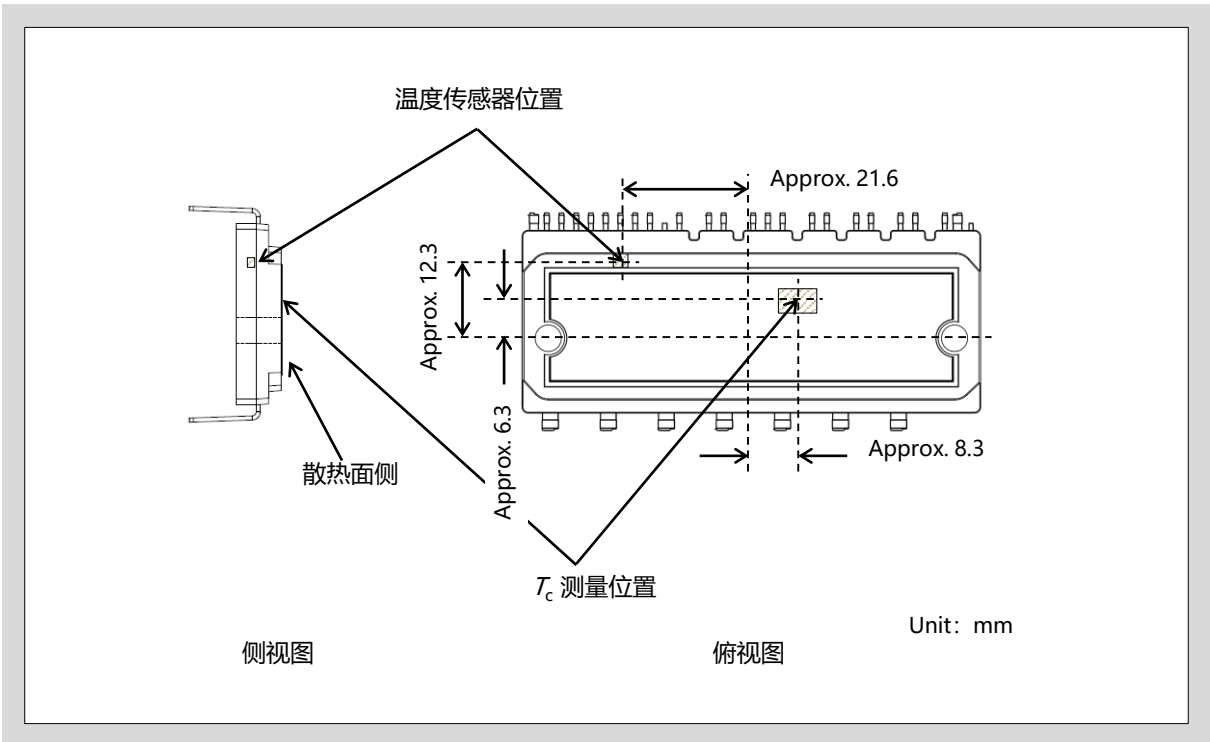 温度传感器位置
Approx. 21.6
Approx. 12.3
Approx. 6.3
Approx. 8.3
散热面侧
Tc 测量位置
Unit：mm
侧视图
俯视图